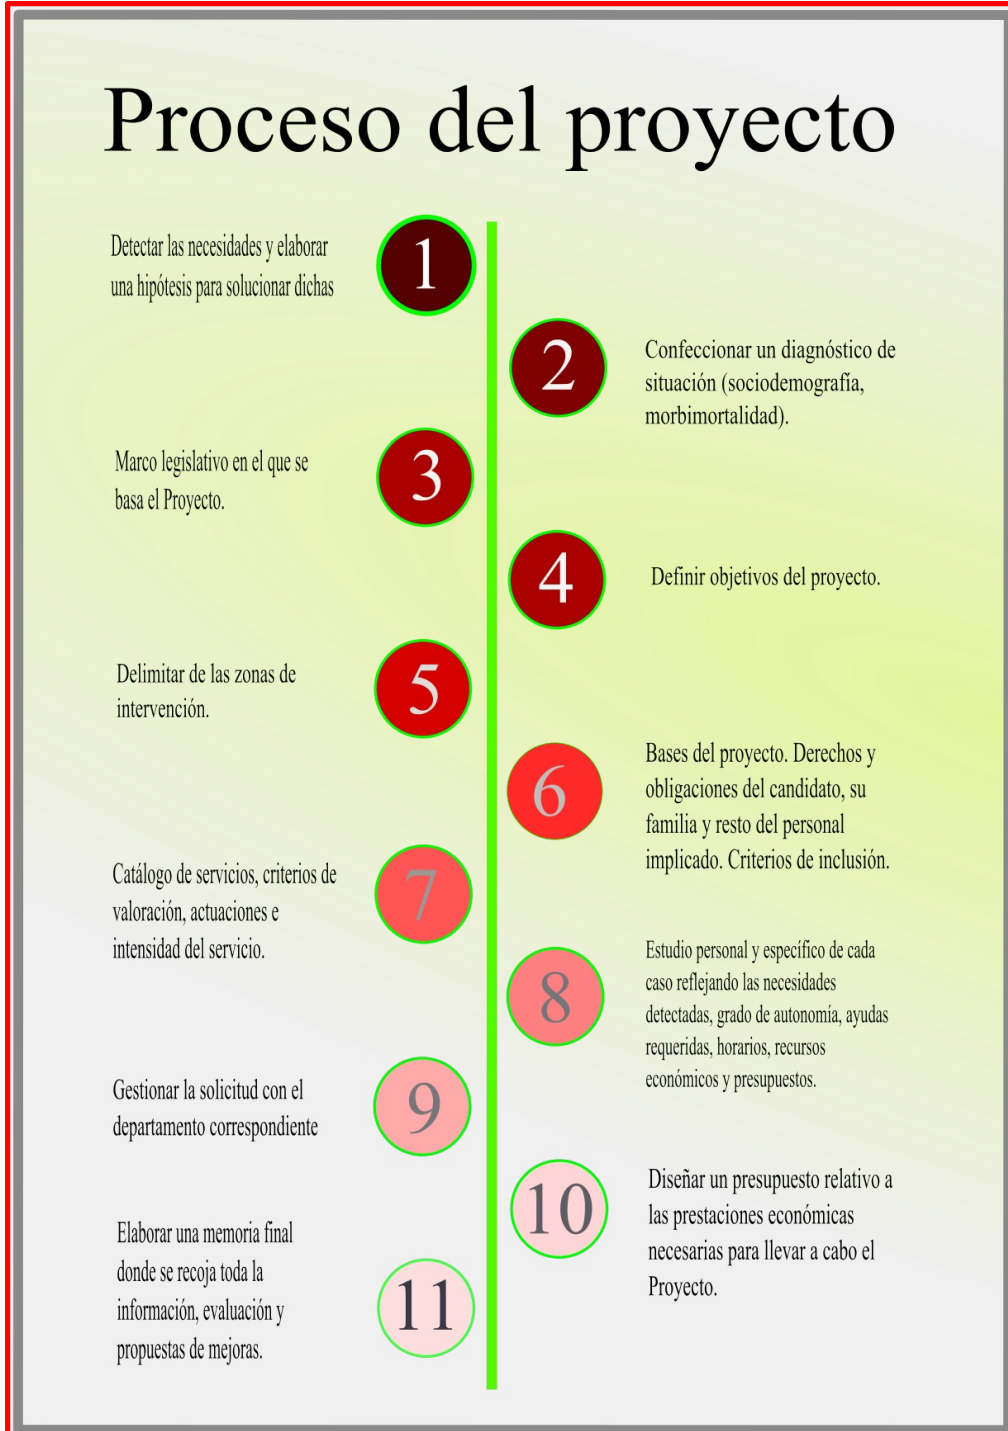 Proceso del proyecto
1
Detectar las necesidades y elaborar
una hipótesis para solucionar dichas
2
Confeccionar un diagnóstico de
situación (sociodemografía,
morbimortalidad).
3
Marco legislativo en el que se
basa el Proyecto.
4
Definir objetivos del proyecto.
5
Delimitar de las zonas de
intervención.
6
Bases del proyecto. Derechos y
obligaciones del candidato, su
familia y resto del personal
implicado. Criterios de inclusión.
7
Catálogo de servicios, criterios de
valoración, actuaciones e
intensidad del servicio.
8
Estudio personal y específico de cada
caso reflejando las necesidades
detectadas, grado de autonomía, ayudas
requeridas, horarios, recursos
económicos y presupuestos.
9
Gestionar la solicitud con el
departamento correspondiente
10
Diseñar un presupuesto relativo a
las prestaciones económicas
necesarias para llevar a cabo el
Proyecto.
11
Elaborar una memoria final
donde se recoja toda la
información, evaluación y
propuestas de mejoras.